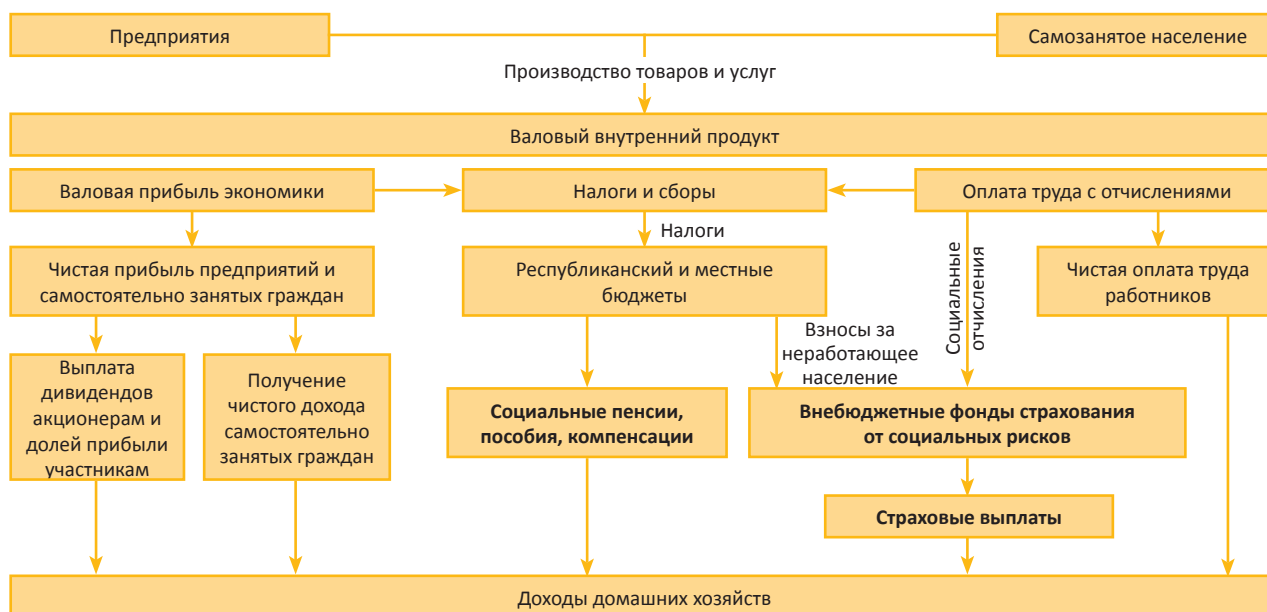 Предприятия
Самозанятое население
Производство товаров и услуг
Валовый внутренний продукт
Валовая прибыль экономики
Налоги и сборы
Оплата труда с отчислениями
Налоги
Социальные
отчисления
Чистая прибыль предприятий и
самостоятельно занятых граждан
Республиканский и местные
бюджеты
Чистая оплата труда
работников
Взносы за
неработающее
население
Выплата
дивидендов
акционерам и
долей прибыли
участникам
Получение
чистого дохода
самостоятельно
занятых граждан
Социальные пенсии,
пособия, компенсации
Внебюджетные фонды страхования
от социальных рисков
Страховые выплаты
Доходы домашних хозяйств